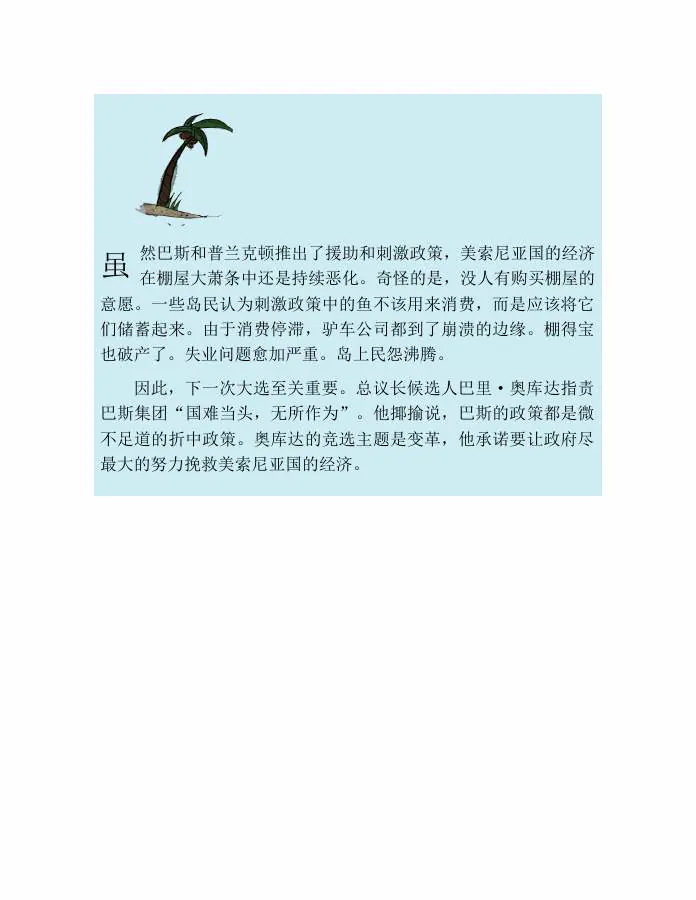 虽然巴斯和普兰克顿推出了援助和刺激政策，美索尼亚国的经济
在棚屋大萧条中还是持续恶化。奇怪的是，没人有购买棚屋的
意愿。一些岛民认为刺激政策中的鱼不该用来消费，而是应该将它
们储蓄起来。由于消费停滞，驴车公司都到了崩溃的边缘。棚得宝
也破产了。失业问题愈加严重。岛上民怨沸腾。
因此，下一次大选至关重要。总议长候选人巴里·奥库达指责
巴斯集团“国难当头，无所作为”。他揶揄说，巴斯的政策都是微
不足道的折中政策。奥库达的竞选主题是变革，他承诺要让政府尽
最大的努力挽救美索尼亚国的经济。